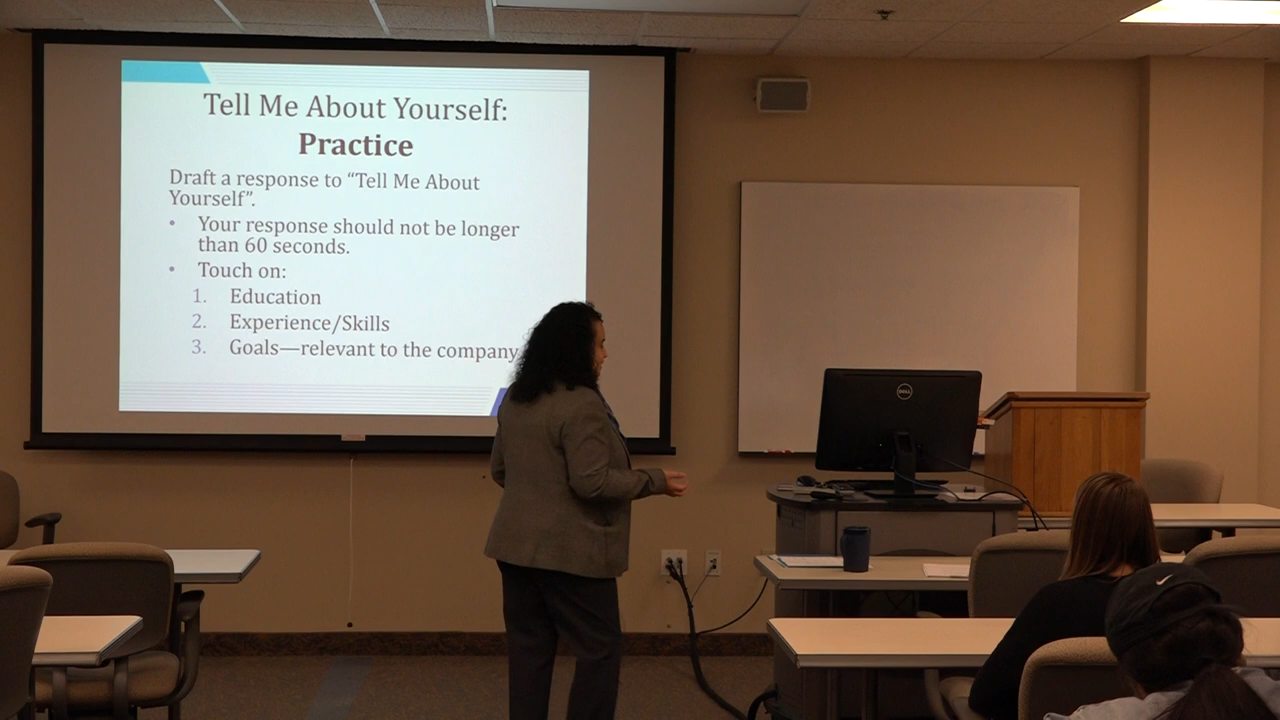 Tell Me About Yourself:
Practice
Draft a response to “Tell Me About
Yourself”.
• Your response should not be longer
than 60 seconds.
• Touch on:
1. Education
2. Experience/Skills
3. Goals—relevant to the company
DELL